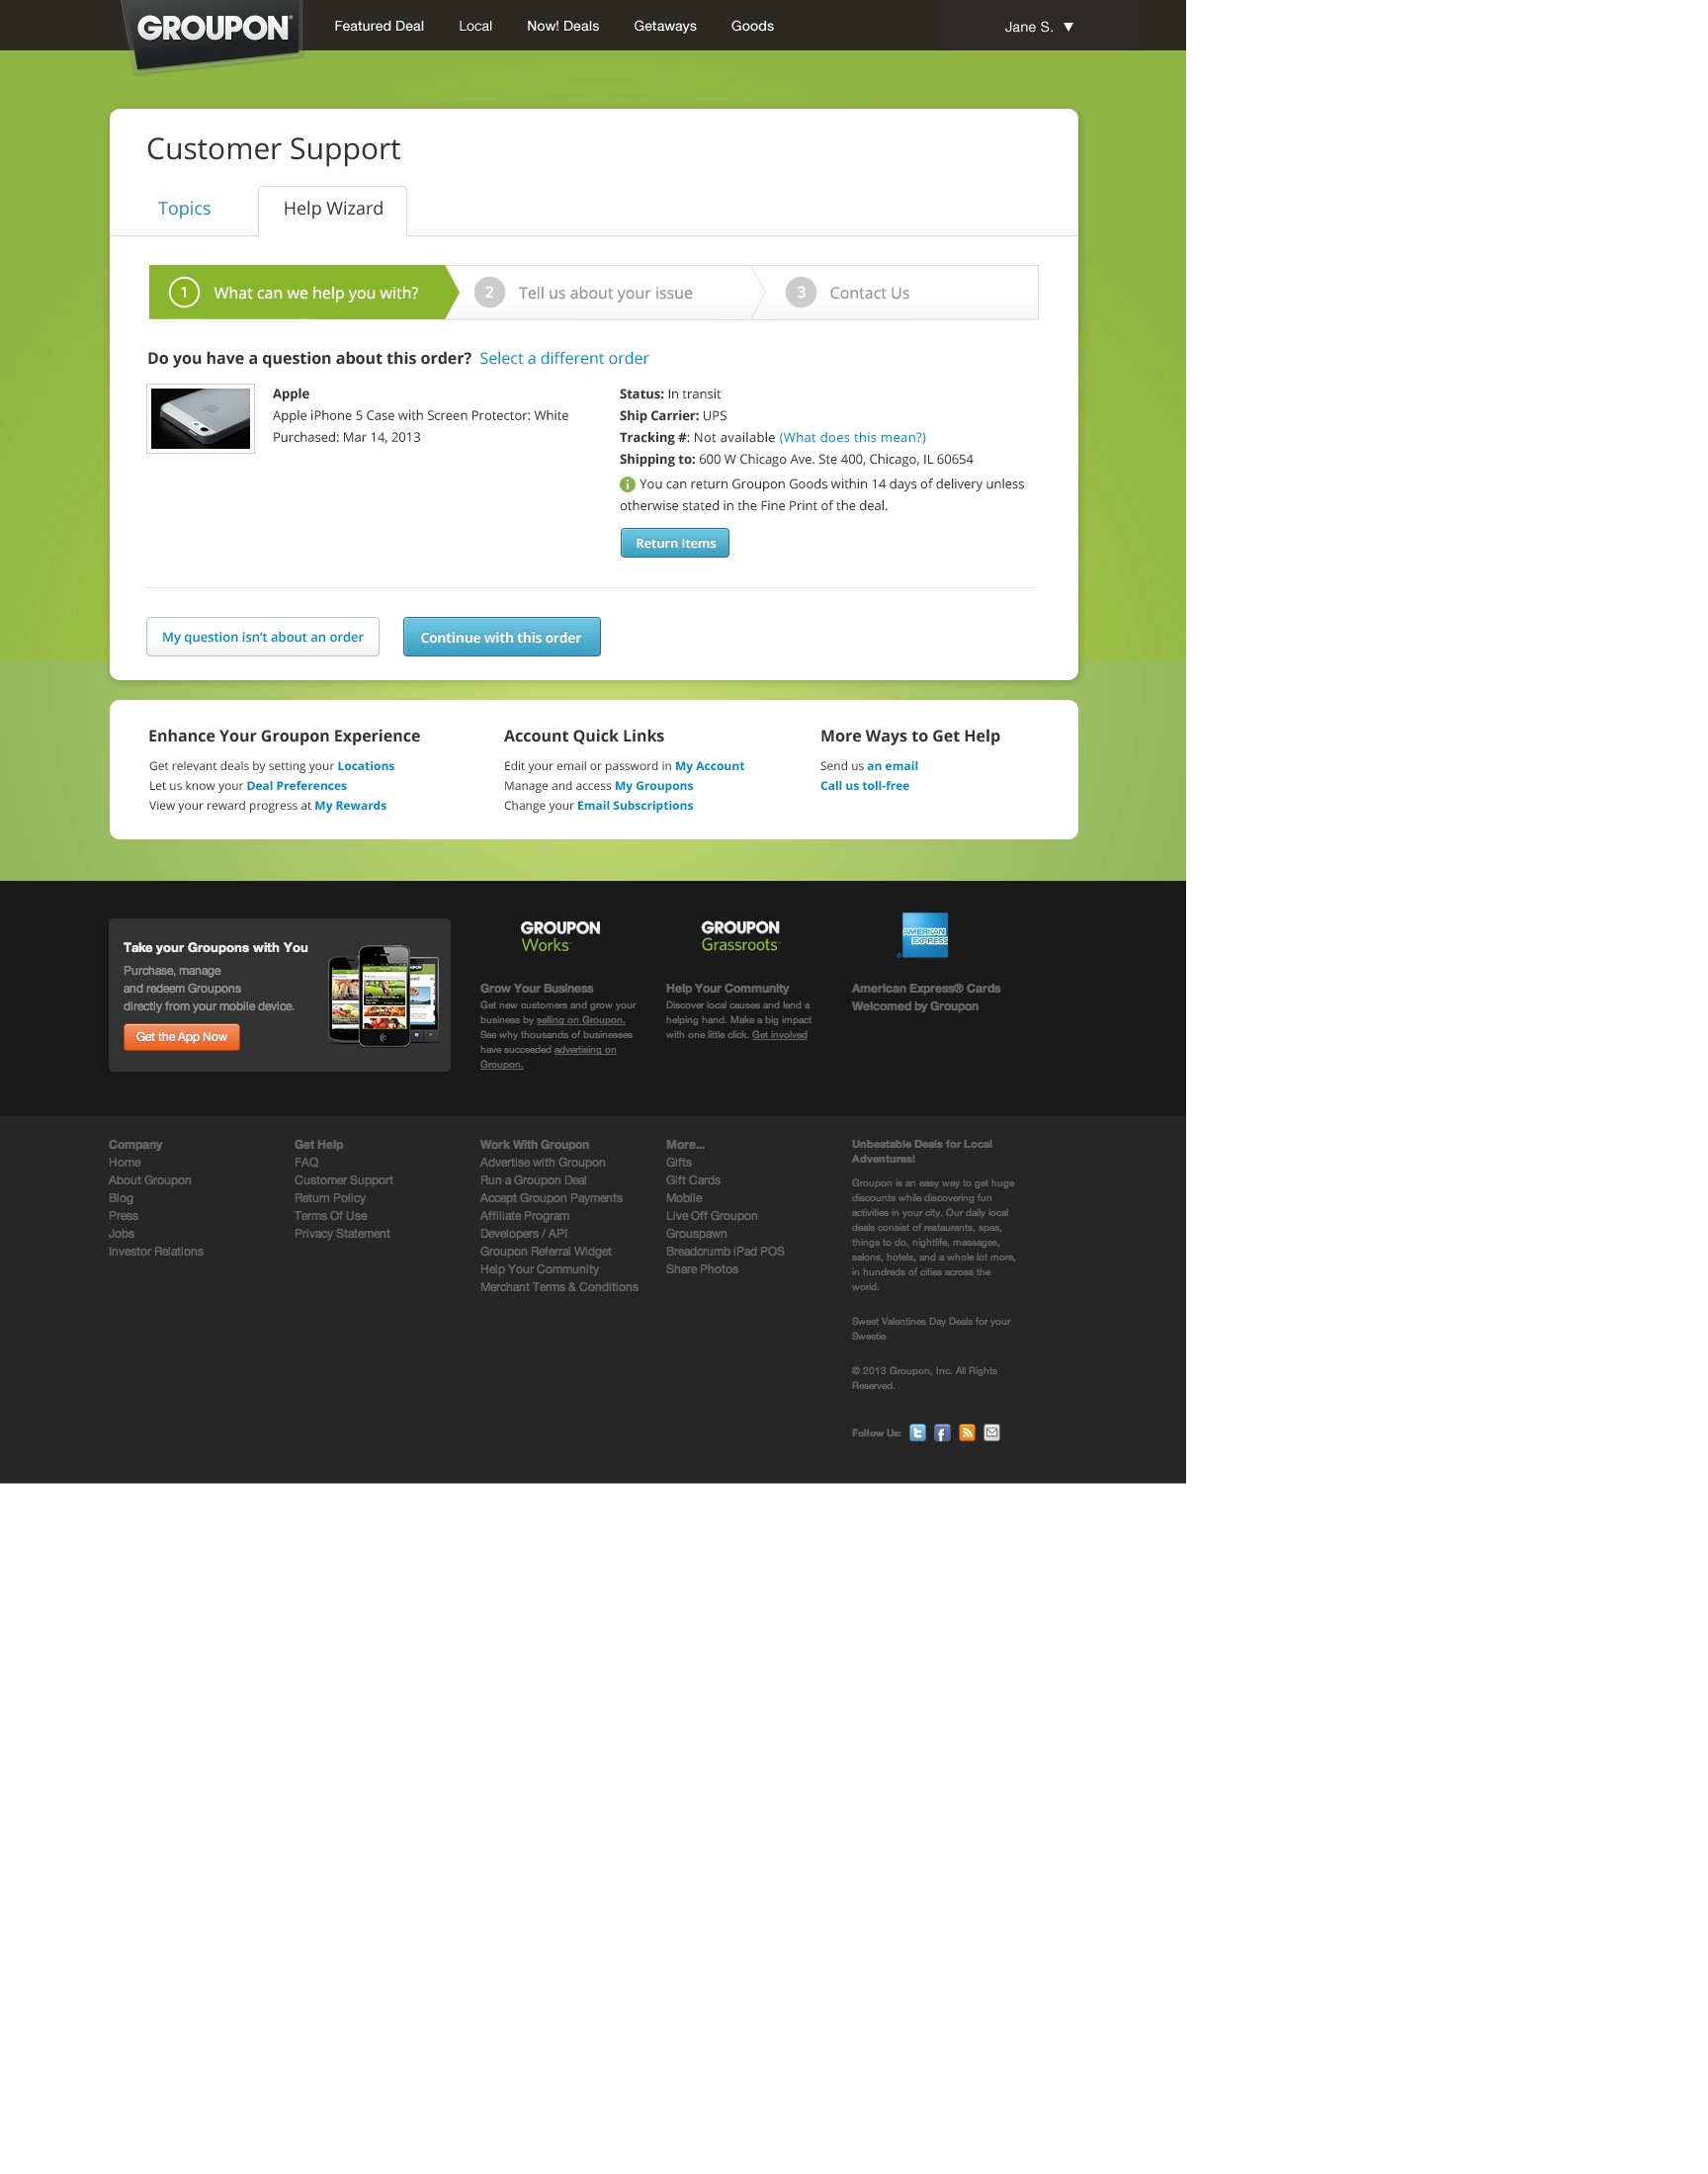 GROUPON®
Featured Deal
Local
Now! Deals
Getaways
Goods
Jane S. ▼
Customer Support
Topics
Help Wizard
1 What can we help you with?
2 Tell us about your issue
3 Contact Us
Do you have a question about this order? Select a different order
Apple
Apple iPhone 5 Case with Screen Protector: White
Purchased: Mar 14, 2013
Status: In transit
Ship Carrier: UPS
Tracking #: Not available (What does this mean?)
Shipping to: 600 W Chicago Ave. Ste 400, Chicago, IL 60654
i You can return Groupon Goods within 14 days of delivery unless
otherwise stated in the Fine Print of the deal.
Return Items
My question isn't about an order
Continue with this order
Enhance Your Groupon Experience
Get relevant deals by setting your Locations
Let us know your Deal Preferences
View your reward progress at My Rewards
Account Quick Links
Edit your email or password in My Account
Manage and access My Groupons
Change your Email Subscriptions
More Ways to Get Help
Send us an email
Call us toll-free
Take your Groupons with You
Purchase, manage
and redeem Groupons
directly from your mobile device.
Get the App Now
GROUPON
Works™
Grow Your Business
Get new customers and grow your
business by selling on Groupon.
See why thousands of businesses
have succeeded advertising on
Groupon.
GROUPON
Grassroots™
Help Your Community
Discover local causes and lend a
helping hand. Make a big impact
with one little click. Get involved
AMERICAN
EXPRESS
®
American Express® Cards
Welcomed by Groupon
Company
Home
About Groupon
Blog
Press
Jobs
Investor Relations
Get Help
FAQ
Customer Support
Return Policy
Terms Of Use
Privacy Statement
Work With Groupon
Advertise with Groupon
Run a Groupon Deal
Accept Groupon Payments
Affiliate Program
Developers / API
Groupon Referral Widget
Help Your Community
Merchant Terms & Conditions
More...
Gifts
Gift Cards
Mobile
Live Off Groupon
Grouspawn
Breadcrumb iPad POS
Share Photos
Unbeatable Deals for Local
Adventures!
Groupon is an easy way to get huge
discounts while discovering fun
activities in your city. Our daily local
deals consist of restaurants, spas,
things to do, nightlife, massages,
salons, hotels, and a whole lot more,
in hundreds of cities across the
world.
Sweet Valentines Day Deals for your
Sweetie
© 2013 Groupon, Inc. All Rights
Reserved.
Follow Us: